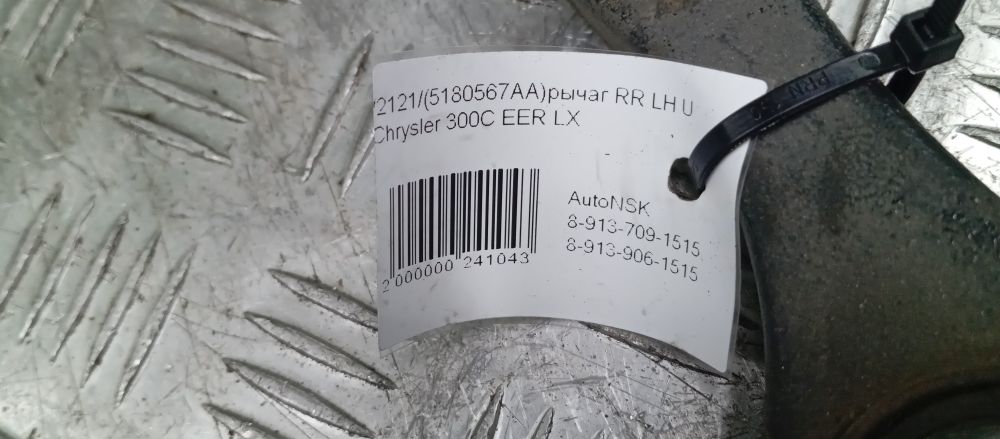 2121/(5180567AA)рычаг RR LH U
Chrysler 300C EER LX
AutoNSK
8-913-709-1515
8-913-906-1515
2 000000 241043
PRN